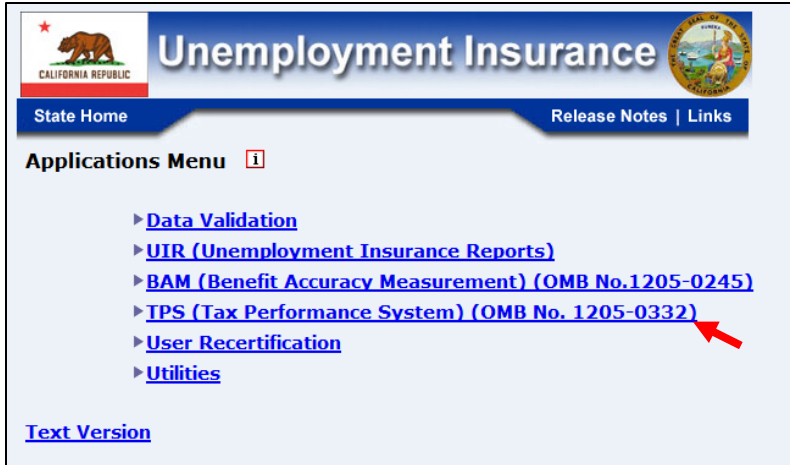 CALIFORNIA REPUBLIC
Unemployment Insurance
State Home
Release Notes | Links
Applications Menu i
Data Validation
UIR (Unemployment Insurance Reports)
BAM (Benefit Accuracy Measurement) (OMB No.1205-0245)
TPS (Tax Performance System) (OMB No. 1205-0332)
User Recertification
Utilities
Text Version